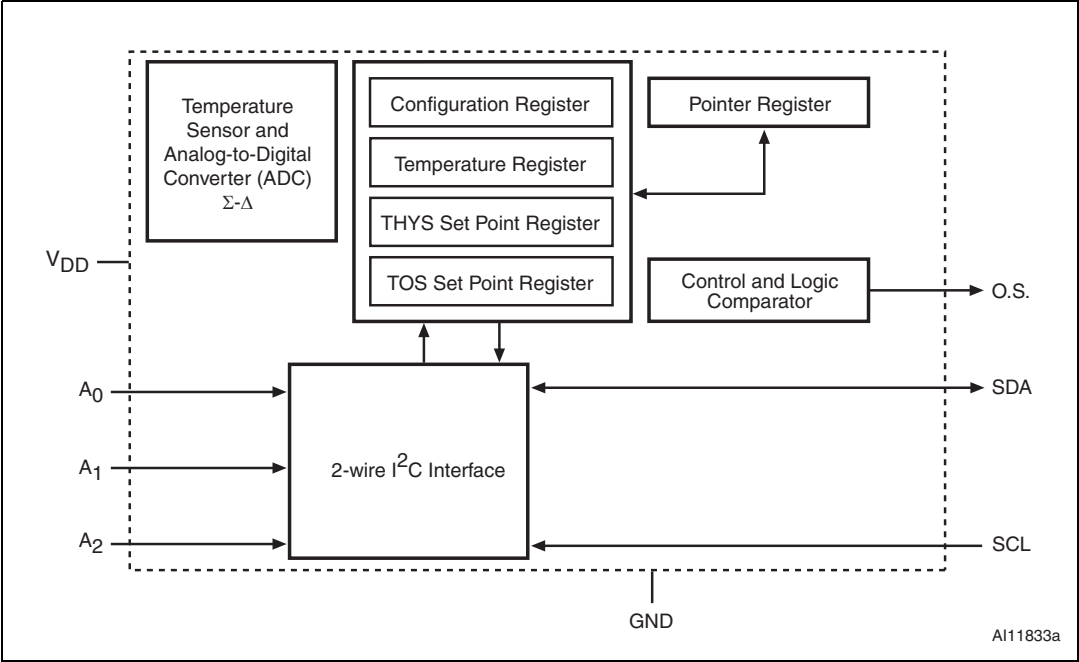 Temperature
Sensor and
Analog-to-Digital
Converter (ADC)
Σ-Δ
Configuration Register
Temperature Register
THYS Set Point Register
TOS Set Point Register
Pointer Register
Control and Logic
Comparator
VDD
O.S.
A0
A1
A2
2-wire I2C Interface
SDA
SCL
GND
AI11833a